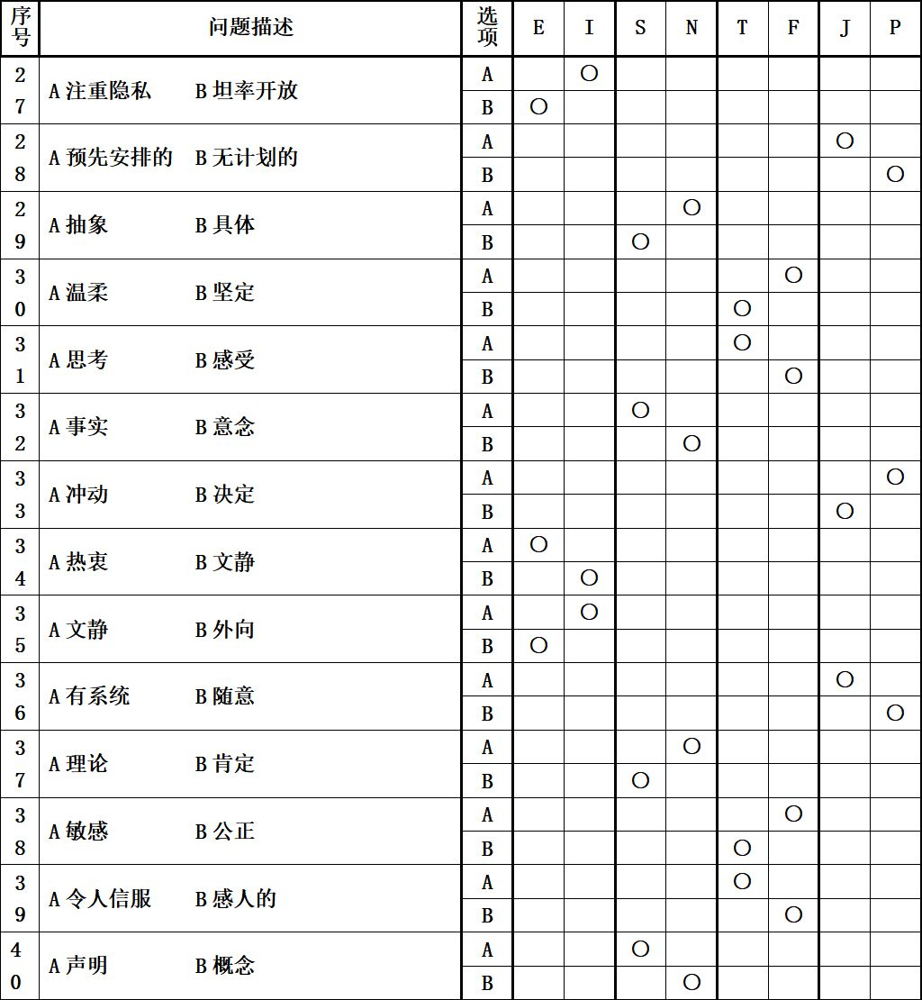 序号 问题描述 选项 E I S N T F J P
27 A 注重隐私 B 坦率开放 A 〇
B 〇
28 A 预先安排的 B 无计划的 A 〇
B 〇
29 A 抽象 B 具体 A 〇
B 〇
30 A 温柔 B 坚定 A 〇
B 〇
31 A 思考 B 感受 A 〇
B 〇
32 A 事实 B 意念 A 〇
B 〇
33 A 冲动 B 决定 A 〇
B 〇
34 A 热衷 B 文静 A 〇
B 〇
35 A 文静 B 外向 A 〇
B 〇
36 A 有系统 B 随意 A 〇
B 〇
37 A 理论 B 肯定 A 〇
B 〇
38 A 敏感 B 公正 A 〇
B 〇
39 A 令人信服 B 感人的 A 〇
B 〇
40 A 声明 B 概念 A 〇
B 〇